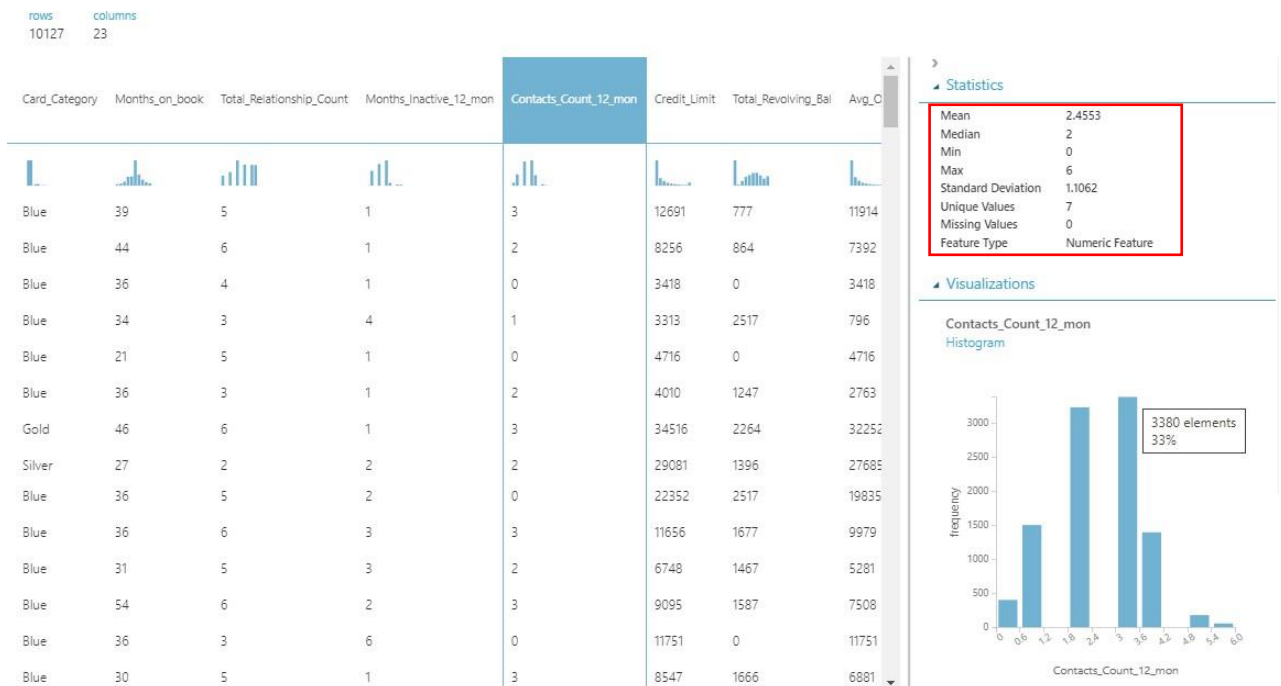 rows columns
10127 23
Card_Category Months_on_book Total_Relationship_Count Months_Inactive_12_mon Contacts_Count_12_mon Credit_Limit Total_Revolving_Bal Avg_O
Blue 39 5 1 3 12691 777 11914
Blue 44 6 1 2 8256 864 7392
Blue 36 4 1 0 3418 0 3418
Blue 34 3 4 1 3313 2517 796
Blue 21 5 1 0 4716 0 4716
Blue 36 3 1 2 4010 1247 2763
Gold 46 6 1 3 34516 2264 32252
Silver 27 2 2 2 29081 1396 27685
Blue 36 5 2 0 22352 2517 19835
Blue 36 6 3 3 11656 1677 9979
Blue 31 5 3 2 6748 1467 5281
Blue 54 6 2 3 9095 1587 7508
Blue 36 3 6 0 11751 0 11751
Blue 30 5 1 3 8547 1666 6881
Statistics
Mean 2.4553
Median 2
Min 0
Max 6
Standard Deviation 1.1062
Unique Values 7
Missing Values 0
Feature Type Numeric Feature
Visualizations
Contacts_Count_12_mon
Histogram
3380 elements
33%
3000
2500
2000
1500
1000
500
0
frequency
0 0.6 1.2 1.8 2.4 3 3.6 4.2 4.8 5.4 6.0
Contacts_Count_12_mon